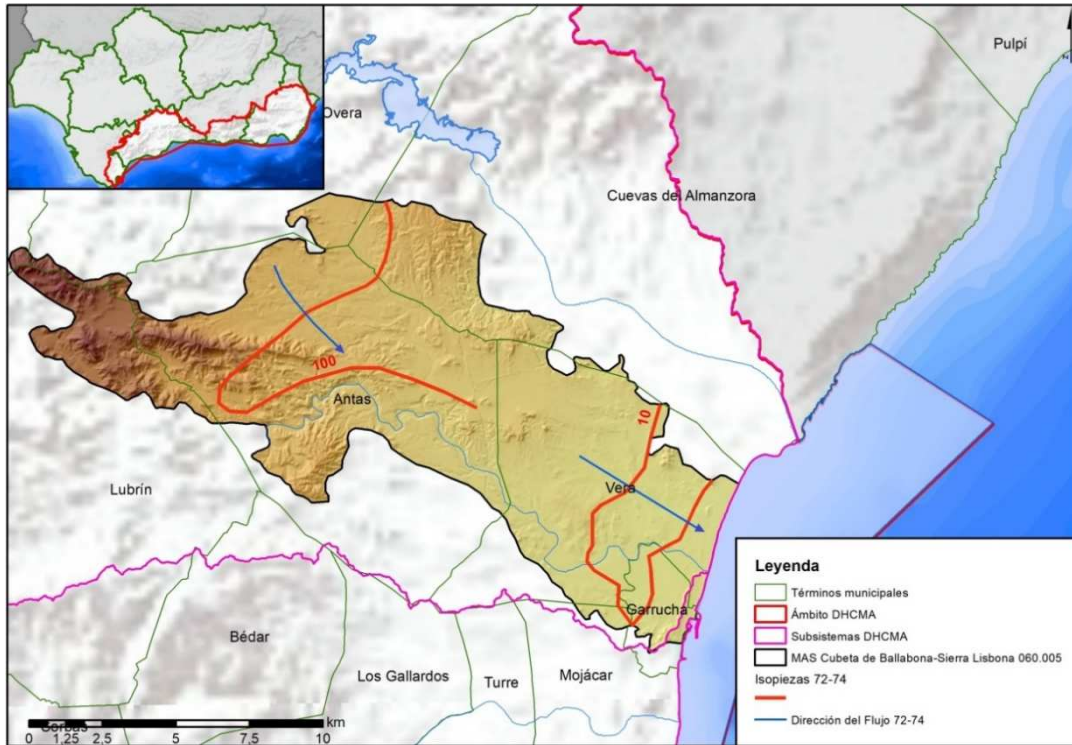 Pulpí
Overa
Cuevas del Almanzora
100
Antas
10
Vera
Lubrín
Garrucha
Bédar
Los Gallardos
Turre
Mojácar
km
0 1,25 2,5 5 7,5 10
Leyenda
Términos municipales
Ámbito DHCMA
Subsistemas DHCMA
MAS Cubeta de Ballabona-Sierra Lisbona 060.005
Isopiezas 72-74
Dirección del Flujo 72-74